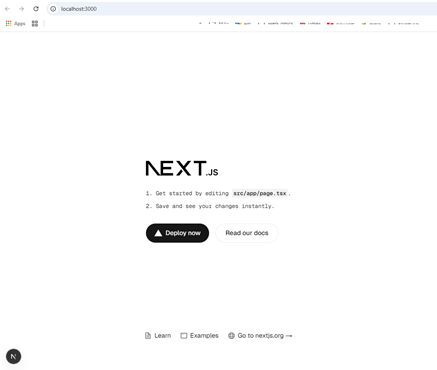 localhost:3000
Apps
NEXT.JS
1. Get started by editing src/app/page.tsx.
2. Save and see your changes instantly.
Deploy now
Read our docs
Learn
Examples
Go to nextjs.org →
N